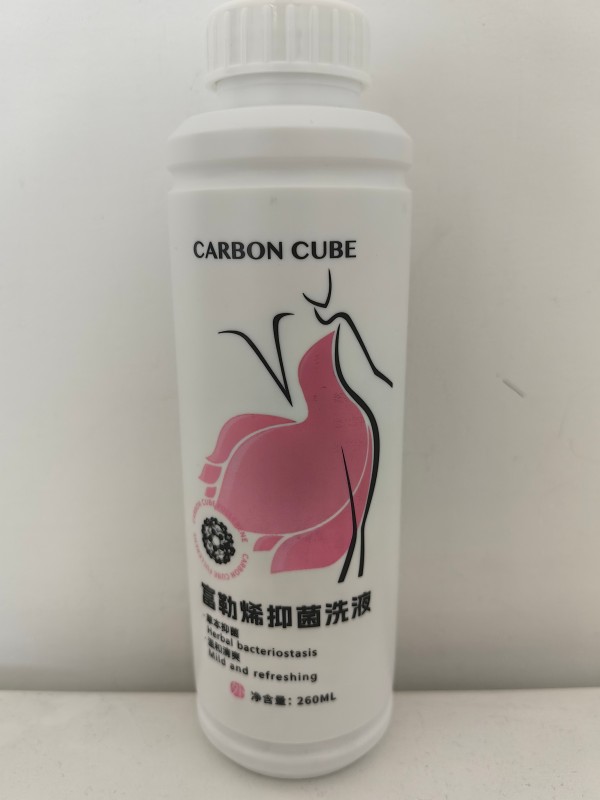 CARBON CUBE
富勒烯抑菌洗液
·草本抑菌
Herbal bacteriostasis
·温和清爽
Mild and refreshing
净含量：260ML